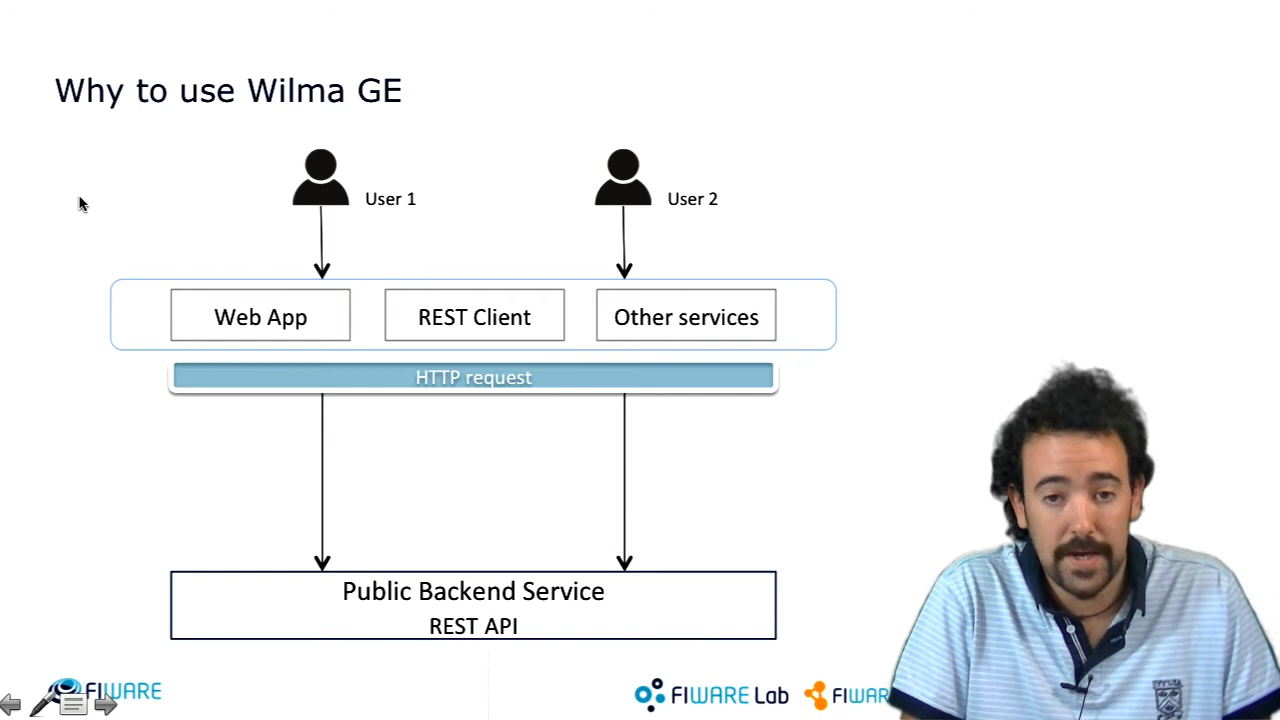 Why to use Wilma GE
User 1
User 2
Web App
REST Client
Other services
HTTP request
Public Backend Service
REST API
FIWARE
FIWARE Lab
FIWAR